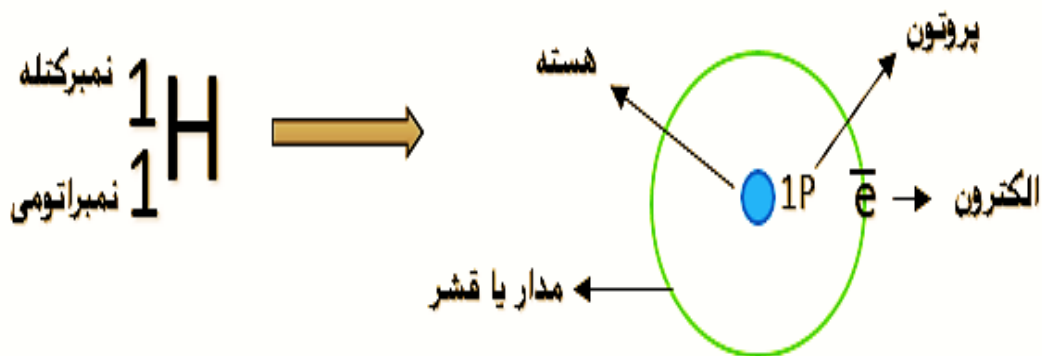 نمبرکتله 1
H
نمبراتومی 1
هسته
پروتون
1P
e̅
الکترون
مدار یا قشر